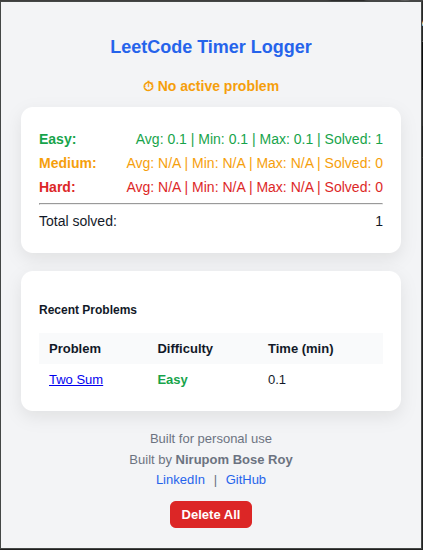 LeetCode Timer Logger
⏱ No active problem
Easy: Avg: 0.1 | Min: 0.1 | Max: 0.1 | Solved: 1
Medium: Avg: N/A | Min: N/A | Max: N/A | Solved: 0
Hard: Avg: N/A | Min: N/A | Max: N/A | Solved: 0
Total solved: 1
Recent Problems
Problem Difficulty Time (min)
Two Sum Easy 0.1
Built for personal use
Built by Nirupom Bose Roy
LinkedIn | GitHub
Delete All